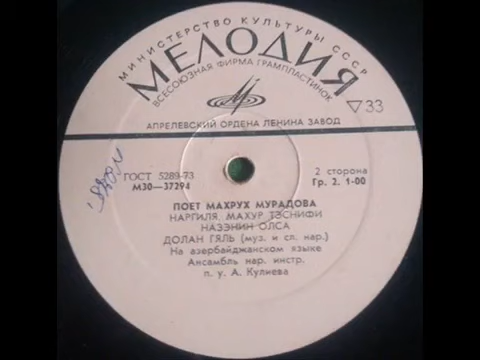 МИНИСТЕРСТВО КУЛЬТУРЫ СССР
МЕЛОДИЯ
ВСЕСОЮЗНАЯ ФИРМА ГРАМПЛАСТИНОК
▽33
АПРЕЛЕВСКИЙ ОРДЕНА ЛЕНИНА ЗАВОД
ГОСТ 5289-73
М30—37294
2 сторона
Гр. 2. 1-00
ПОЕТ МАХРУХ МУРАДОВА
НАРГИЛЯ, МАХУР ТЭСНИФИ
НАЗЭНИН ОЛСА
ДОЛАН ГЯЛЬ (муз. и сл. нар.)
На азербайджанском языке
Ансамбль нар. инстр.
п. у. А. Кулиева